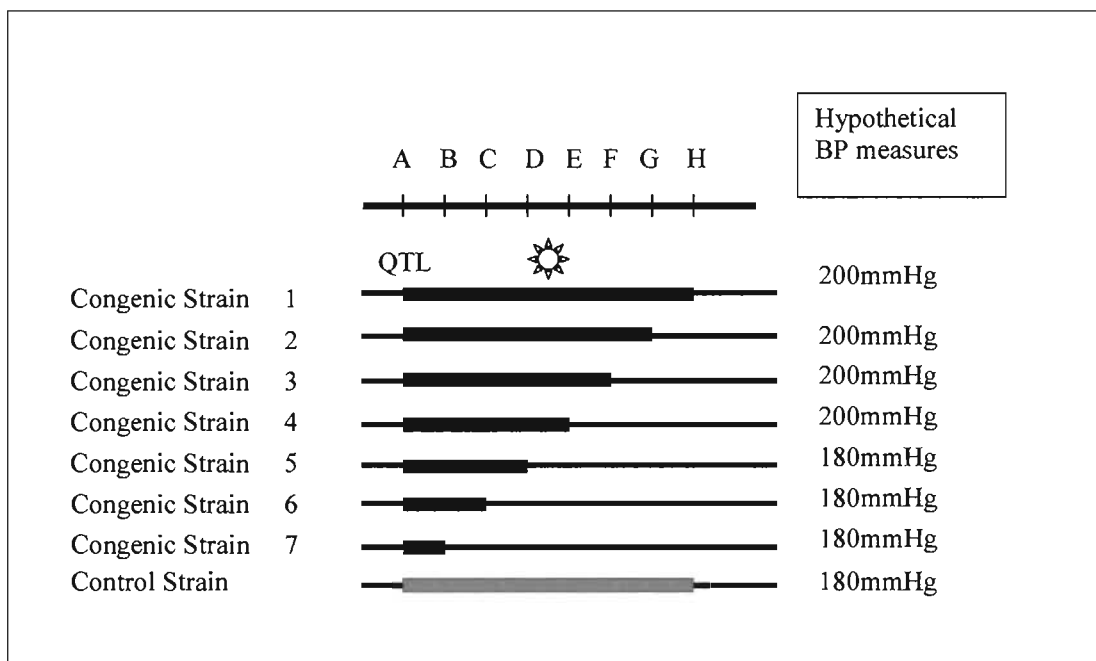 Hypothetical
BP measures
A B C D E F G H
QTL
200mmHg
Congenic Strain 1
Congenic Strain 2 200mmHg
Congenic Strain 3 200mmHg
Congenic Strain 4 200mmHg
Congenic Strain 5 180mmHg
Congenic Strain 6 180mmHg
Congenic Strain 7 180mmHg
Control Strain 180mmHg